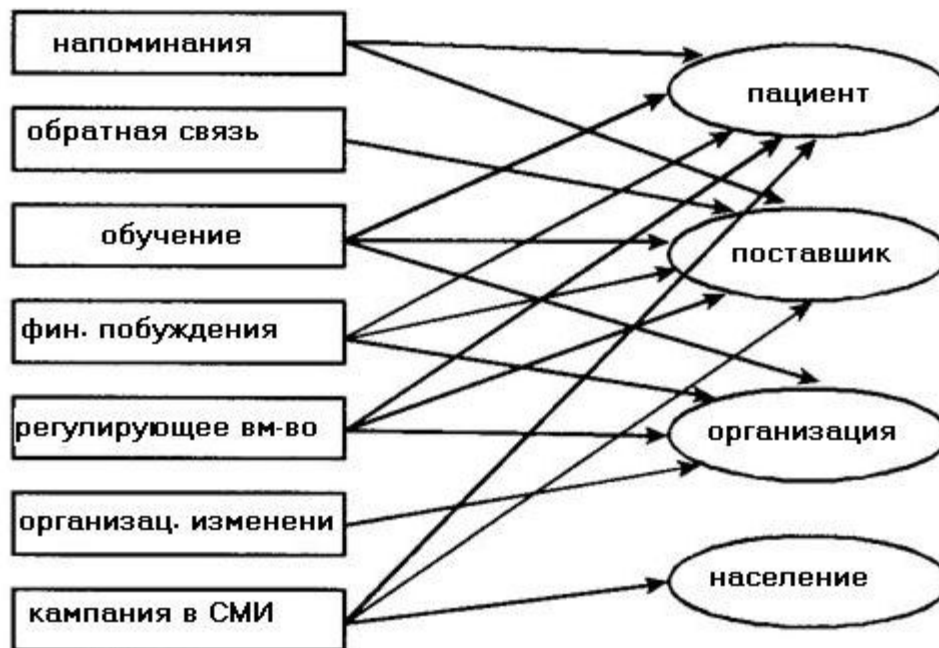 напоминания
обратная связь
обучение
фин. побуждения
регулирующее вм-во
организац. изменени
кампания в СМИ
пациент
поставшик
организация
население